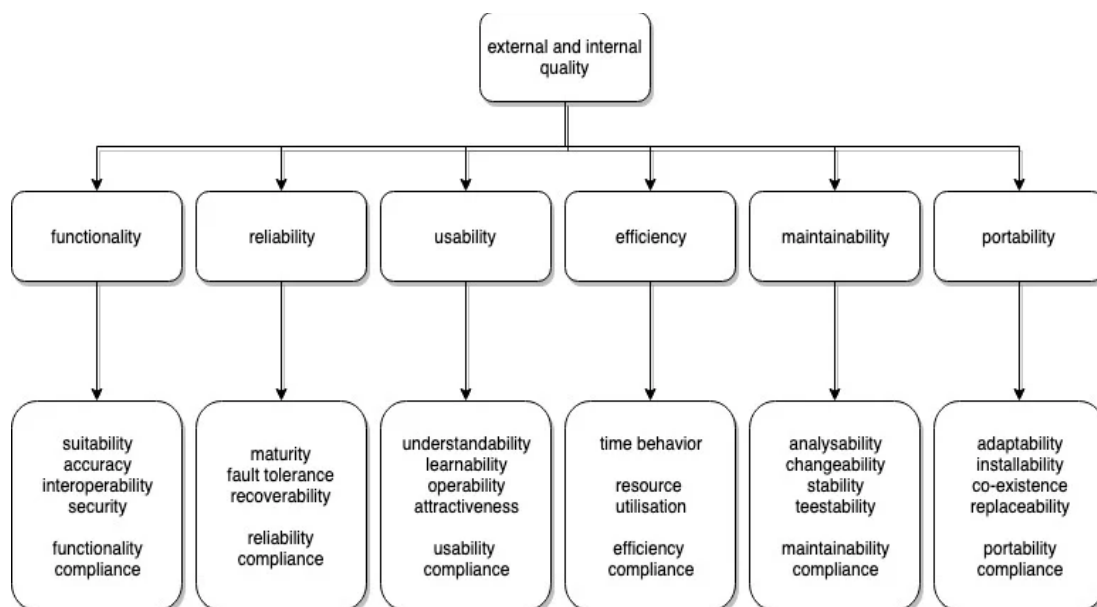 external and internal
quality
functionality
reliability
usability
efficiency
maintainability
portability
suitability
accuracy
interoperability
security
functionality
compliance
maturity
fault tolerance
recoverability
reliability
compliance
understandability
learnability
operability
attractiveness
usability
compliance
time behavior
resource
utilisation
efficiency
compliance
analysability
changeability
stability
teestability
maintainability
compliance
adaptability
installability
co-existence
replaceability
portability
compliance